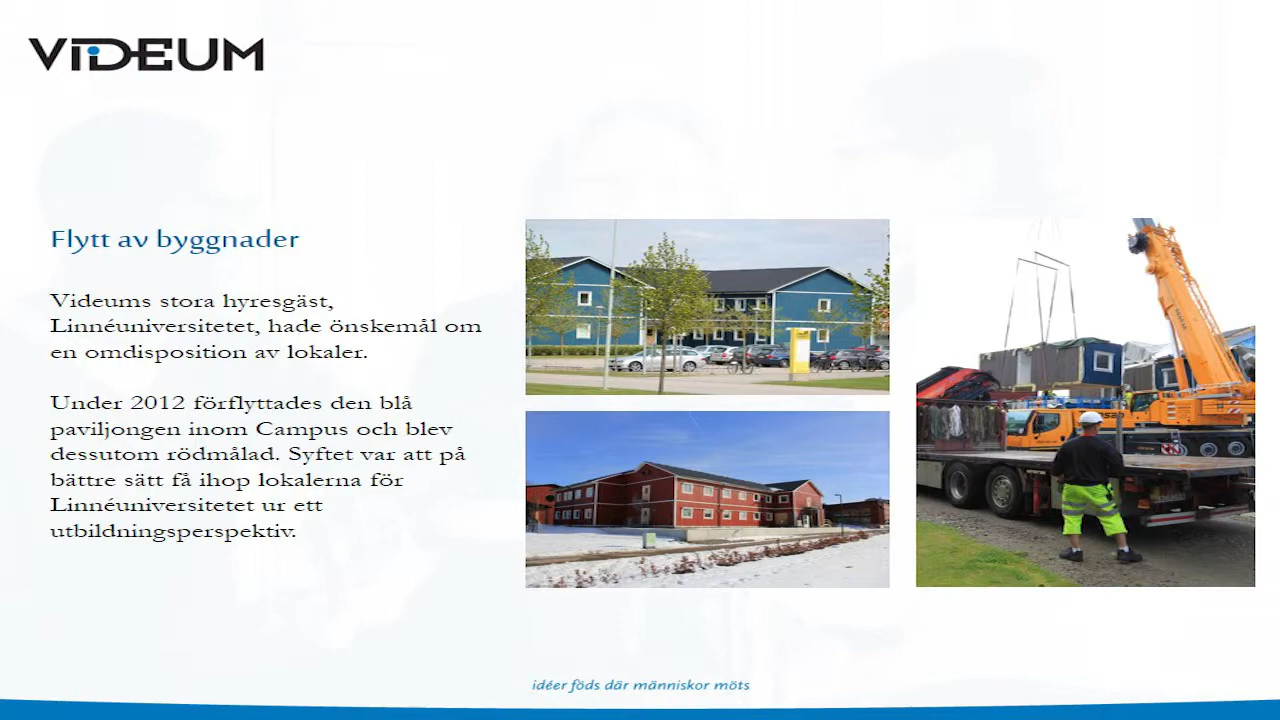 VIDEUM
Flytt av byggnader
Videums stora hyresgäst,
Linnéuniversitetet, hade önskemål om
en omdisposition av lokaler.
Under 2012 förflyttades den blå
paviljongen inom Campus och blev
dessutom rödmålad. Syftet var att på
bättre sätt få ihop lokalerna för
Linnéuniversitetet ur ett
utbildningsperspektiv.
idéer föds där människor möts